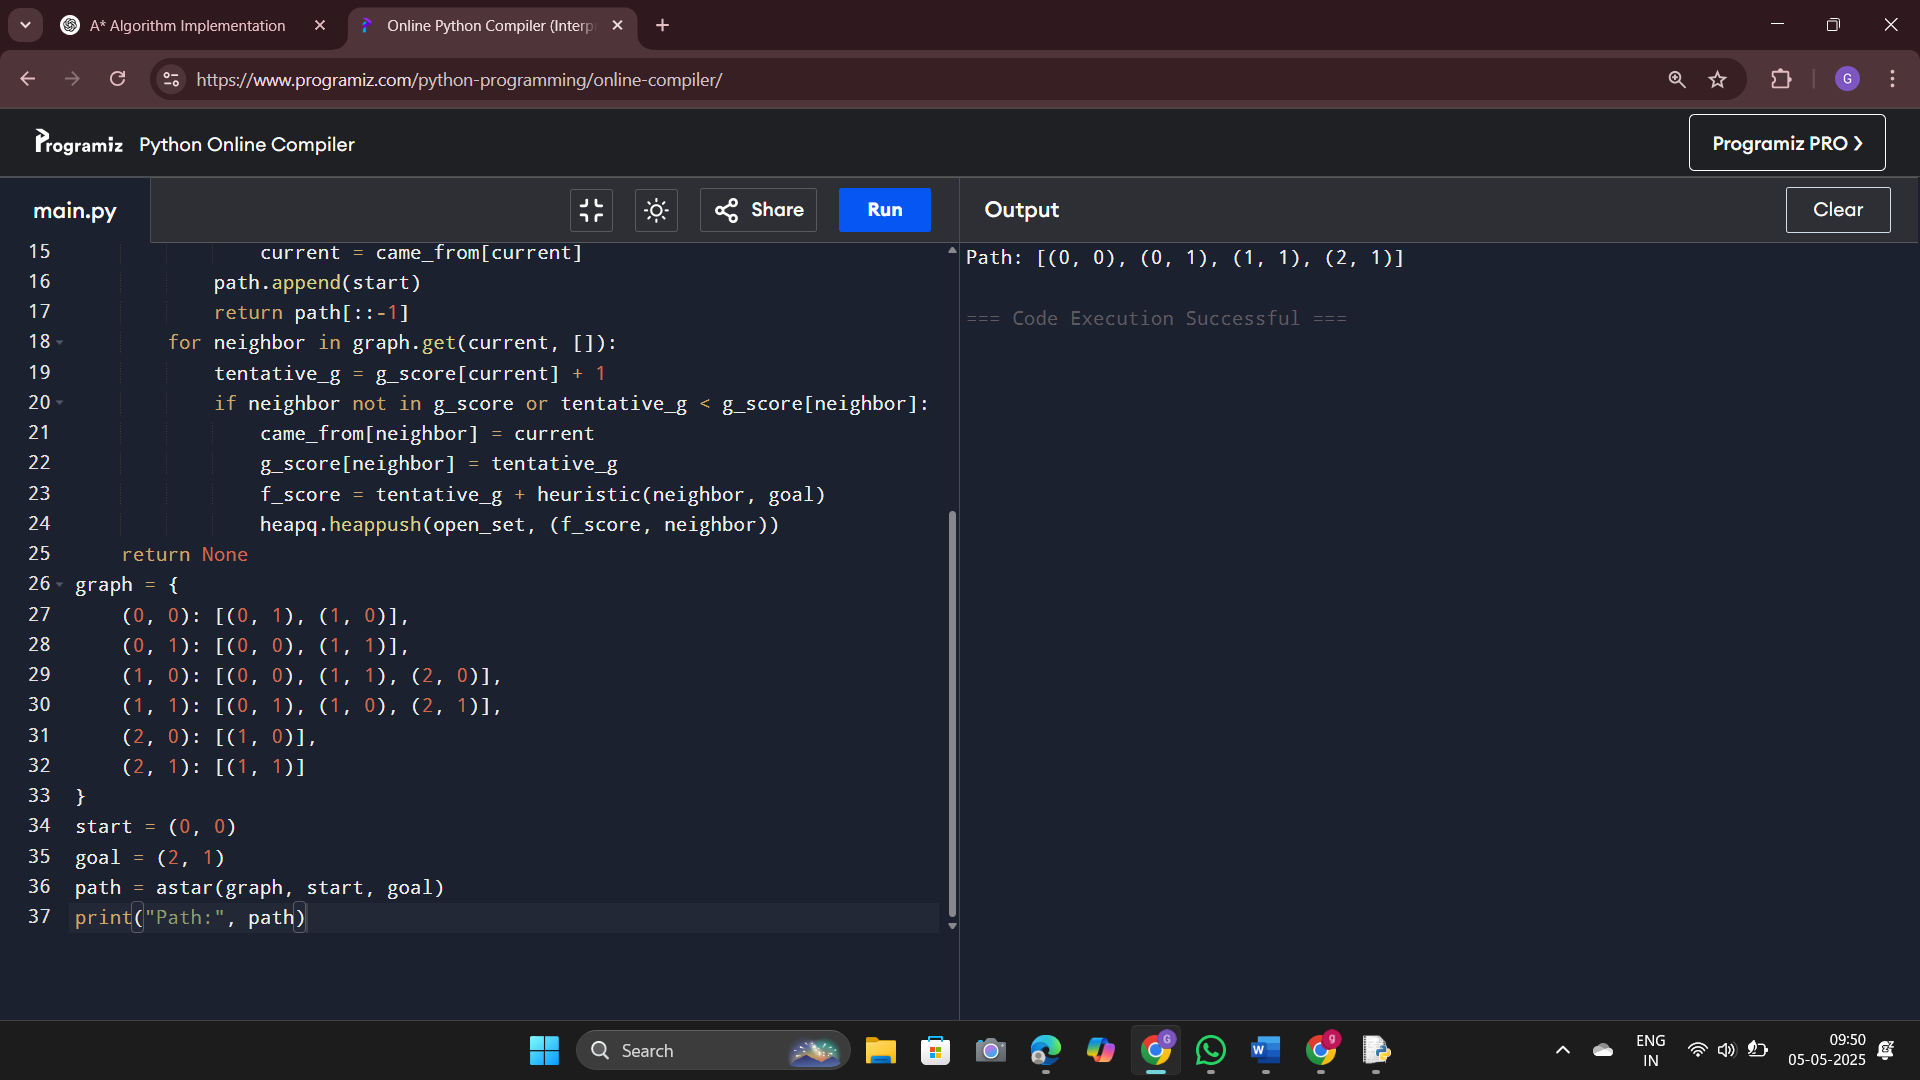 A* Algorithm Implementation
Online Python Compiler (Interp
https://www.programiz.com/python-programming/online-compiler/
G
Programiz Python Online Compiler
Programiz PRO ❯
main.py
Share
Run
Output
Clear
15                 current = came_from[current]
16             path.append(start)
17             return path[::-1]
18         for neighbor in graph.get(current, []):
19             tentative_g = g_score[current] + 1
20             if neighbor not in g_score or tentative_g < g_score[neighbor]:
21                 came_from[neighbor] = current
22                 g_score[neighbor] = tentative_g
23                 f_score = tentative_g + heuristic(neighbor, goal)
24                 heapq.heappush(open_set, (f_score, neighbor))
25     return None
26 graph = {
27     (0, 0): [(0, 1), (1, 0)],
28     (0, 1): [(0, 0), (1, 1)],
29     (1, 0): [(0, 0), (1, 1), (2, 0)],
30     (1, 1): [(0, 1), (1, 0), (2, 1)],
31     (2, 0): [(1, 0)],
32     (2, 1): [(1, 1)]
33 }
34 start = (0, 0)
35 goal = (2, 1)
36 path = astar(graph, start, goal)
37 print("Path:", path)
Path: [(0, 0), (0, 1), (1, 1), (2, 1)]
=== Code Execution Successful ===
Search
G
W
g
ENG
IN
09:50
05-05-2025